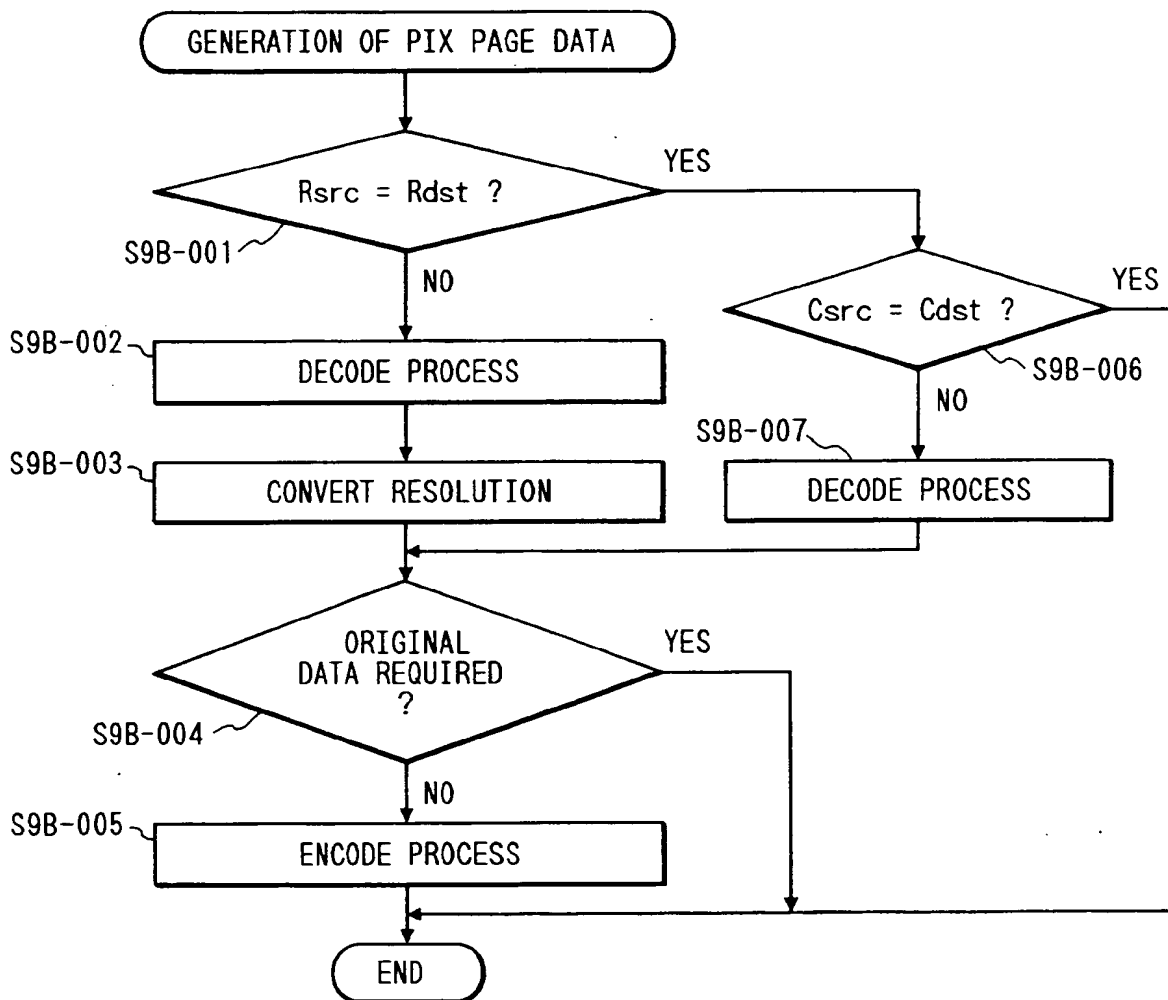 GENERATION OF PIX PAGE DATA
Rsrc = Rdst ?
YES
S9B-001
NO
Csrc = Cdst ?
YES
S9B-006
NO
S9B-002
DECODE PROCESS
S9B-003
CONVERT RESOLUTION
S9B-007
DECODE PROCESS
ORIGINAL
DATA REQUIRED
?
YES
S9B-004
NO
S9B-005
ENCODE PROCESS
END